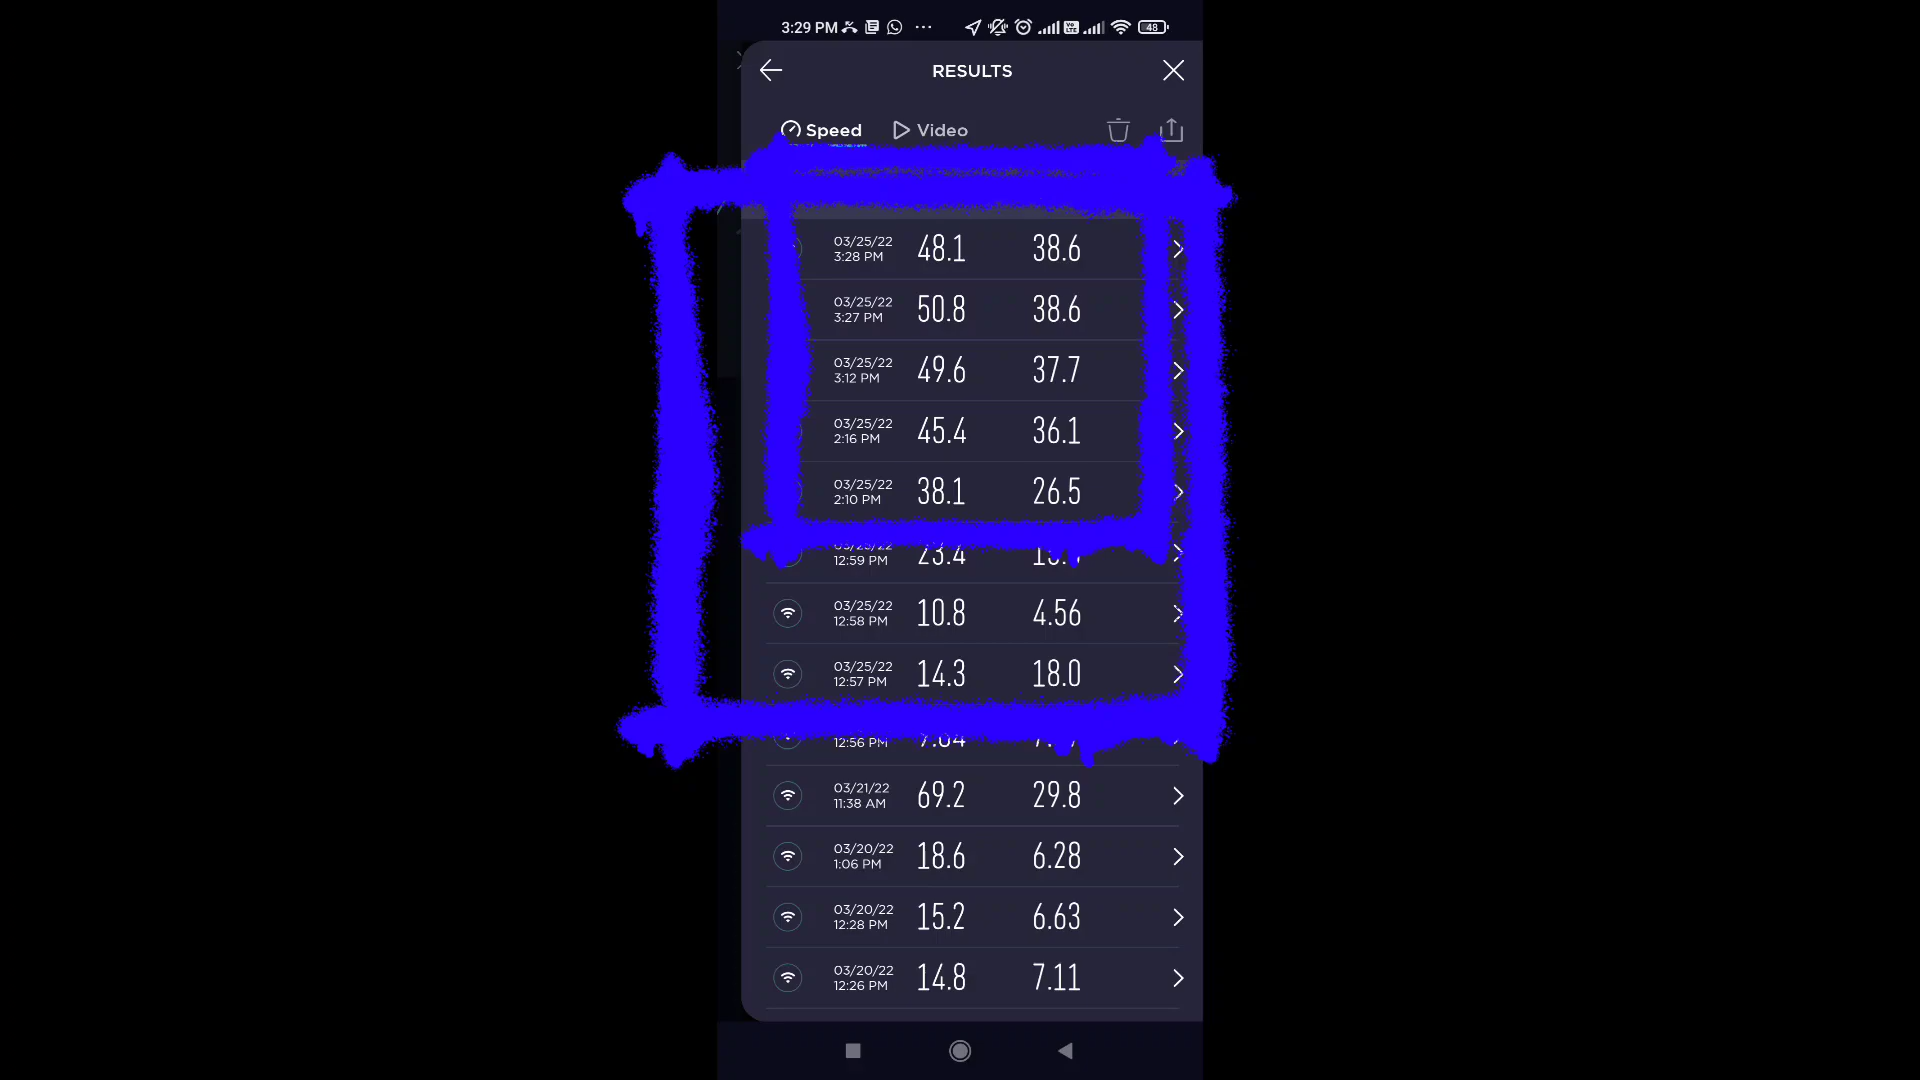 3:29 PM
48
RESULTS
Speed Video
03/25/22 48.1 38.6
3:28 PM
03/25/22 50.8 38.6
3:27 PM
03/25/22 49.6 37.7
3:12 PM
03/25/22 45.4 36.1
2:16 PM
03/25/22 38.1 26.5
2:10 PM
23.4
12:59 PM
03/25/22 10.8 4.56
12:58 PM
03/25/22 14.3 18.0
12:57 PM
12:56 PM
03/21/22 69.2 29.8
11:38 AM
03/20/22 18.6 6.28
1:06 PM
03/20/22 15.2 6.63
12:28 PM
03/20/22 14.8 7.11
12:26 PM